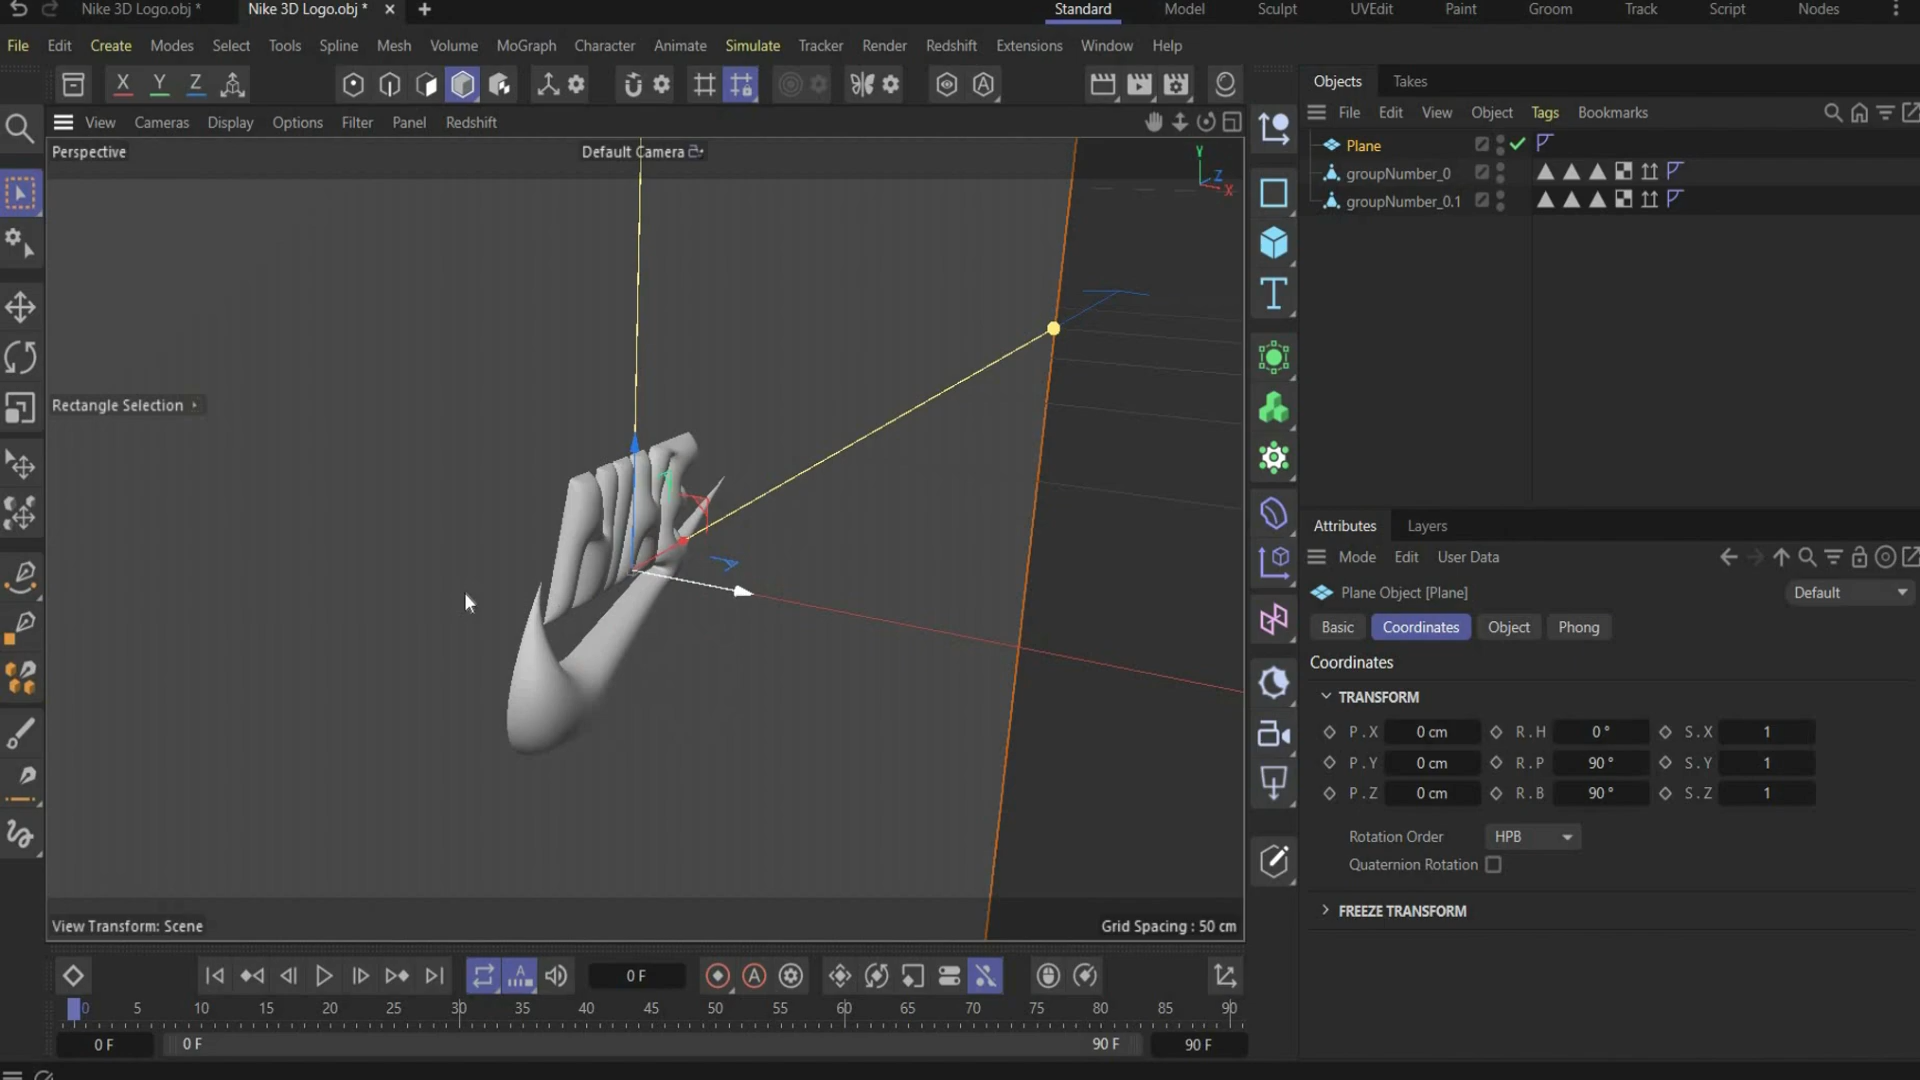 Nike 3D Logo.obj *
Nike 3D Logo.obj *
Standard
Model
Sculpt
UVEdit
Paint
Groom
Track
Script
Nodes
File
Edit
Create
Modes
Select
Tools
Spline
Mesh
Volume
MoGraph
Character
Animate
Simulate
Tracker
Render
Redshift
Extensions
Window
Help
X
Y
Z
Objects
Takes
View
Cameras
Display
Options
Filter
Panel
Redshift
File
Edit
View
Object
Tags
Bookmarks
Perspective
Default Camera
Y
Z
X
Plane
groupNumber_0
groupNumber_0.1
Rectangle Selection
Attributes
Layers
Mode
Edit
User Data
Plane Object [Plane]
Default
Basic
Coordinates
Object
Phong
Coordinates
TRANSFORM
P . X 0 cm R . H 0 ° S . X 1
P . Y 0 cm R . P 90 ° S . Y 1
P . Z 0 cm R . B 90 ° S . Z 1
Rotation Order HPB
Quaternion Rotation
FREEZE TRANSFORM
View Transform: Scene
Grid Spacing : 50 cm
0 F
0 5 10 15 20 25 30 35 40 45 50 55 60 65 70 75 80 85 90
0 F
0 F
90 F
90 F